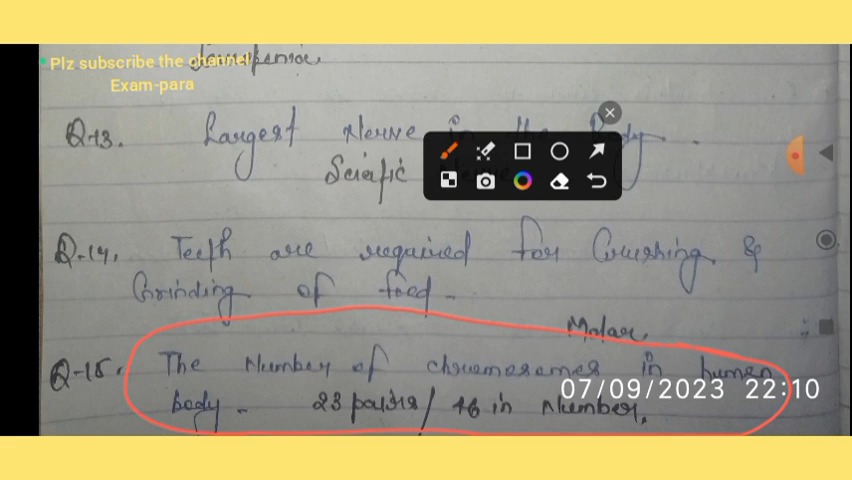 Plz subscribe the channel
Exam-para
Q-13. Largest Nerve in the Body.
Sciatic
Q.14. Teeth are required for Crushing &
Grinding of food.
Molar.
Q-15. The Number of chromosomes in human
body. 23 pairs/ 46 in Number.
07/09/2023 22:10